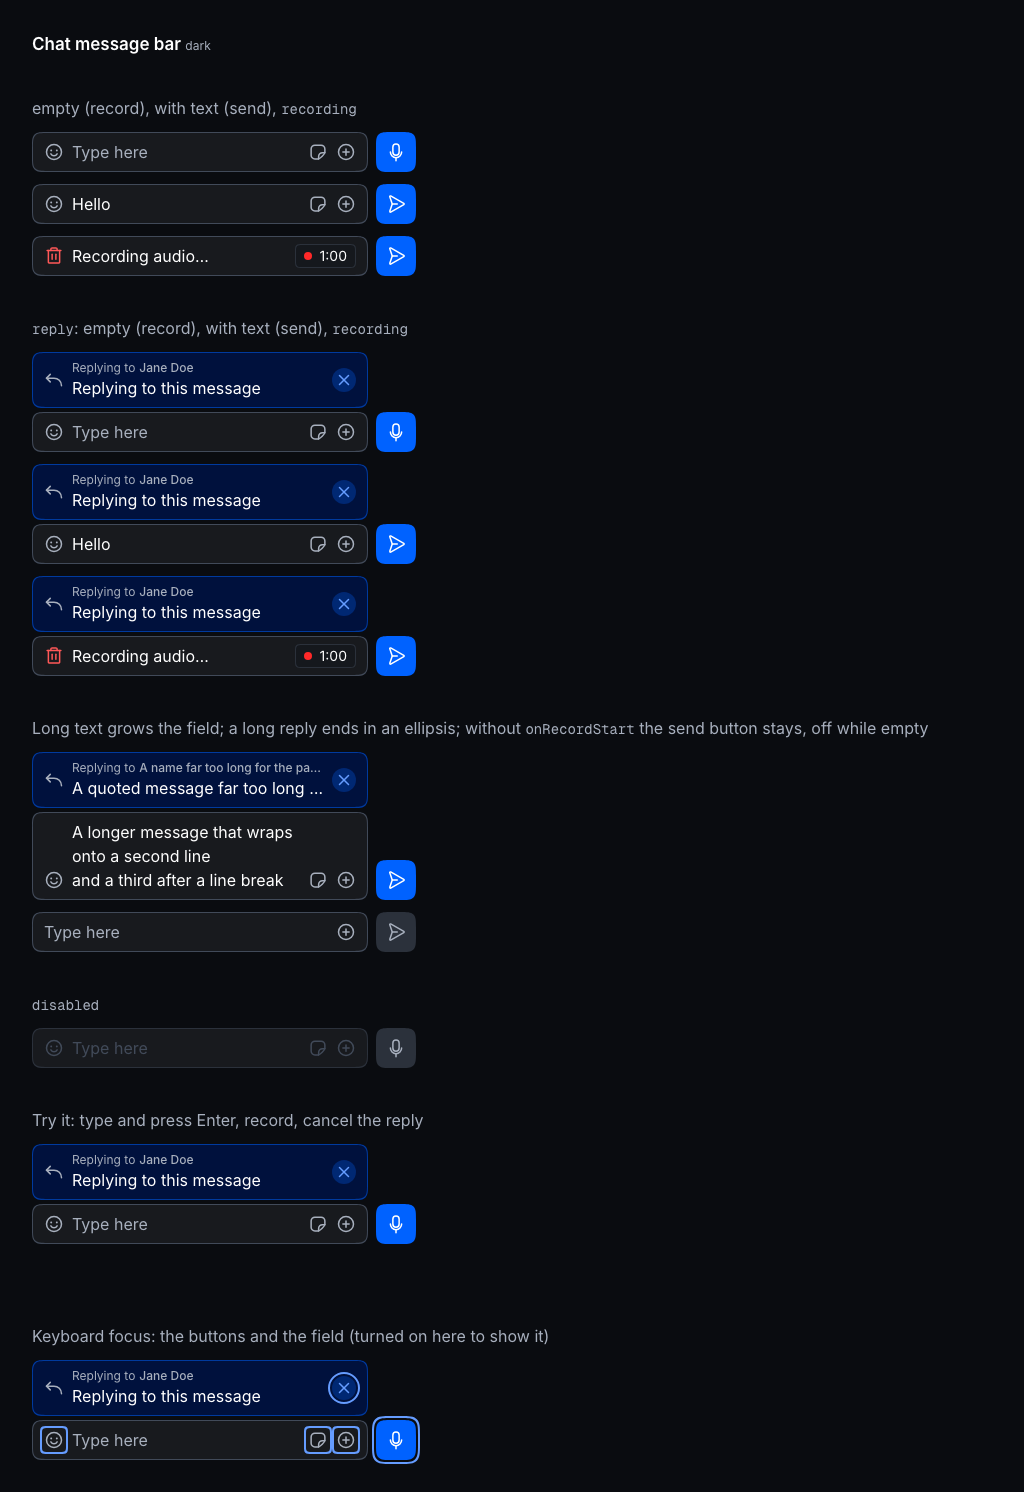 Chat message bar dark
empty (record), with text (send), recording
Type here
Hello
Recording audio...
1:00
reply: empty (record), with text (send), recording
Replying to Jane Doe
Replying to this message
Type here
Replying to Jane Doe
Replying to this message
Hello
Replying to Jane Doe
Replying to this message
Recording audio...
1:00
Long text grows the field; a long reply ends in an ellipsis; without onRecordStart the send button stays, off while empty
Replying to A name far too long for the pa...
A quoted message far too long ...
A longer message that wraps
onto a second line
and a third after a line break
Type here
disabled
Type here
Try it: type and press Enter, record, cancel the reply
Replying to Jane Doe
Replying to this message
Type here
Keyboard focus: the buttons and the field (turned on here to show it)
Replying to Jane Doe
Replying to this message
Type here